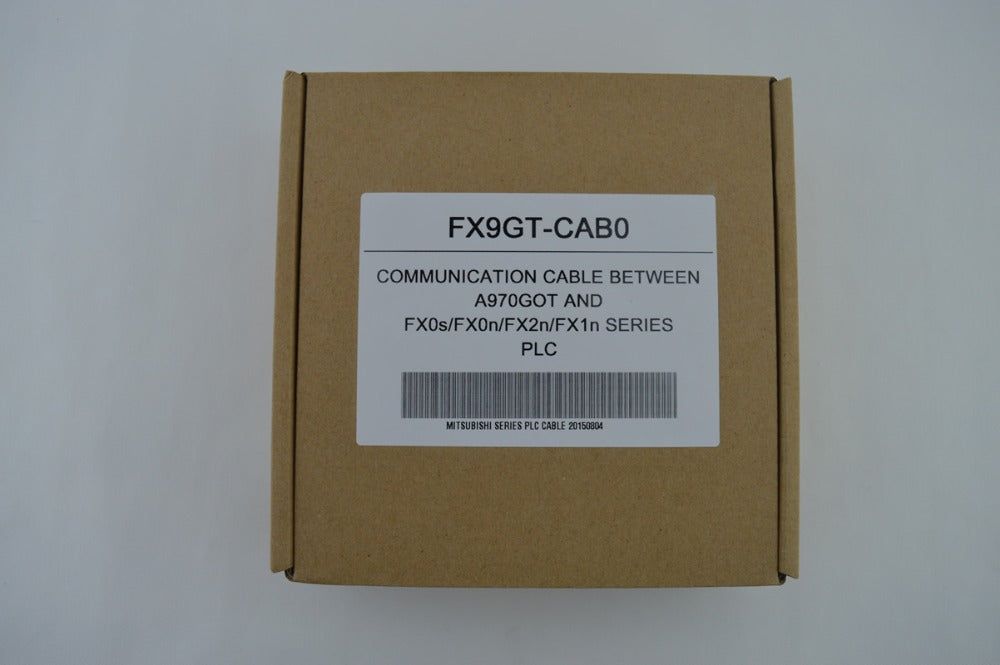 FX9GT-CAB0
COMMUNICATION CABLE BETWEEN
A970GOT AND
FX0s/FX0n/FX2n/FX1n SERIES
PLC
MITSUBISHI SERIES PLC CABLE 20150804